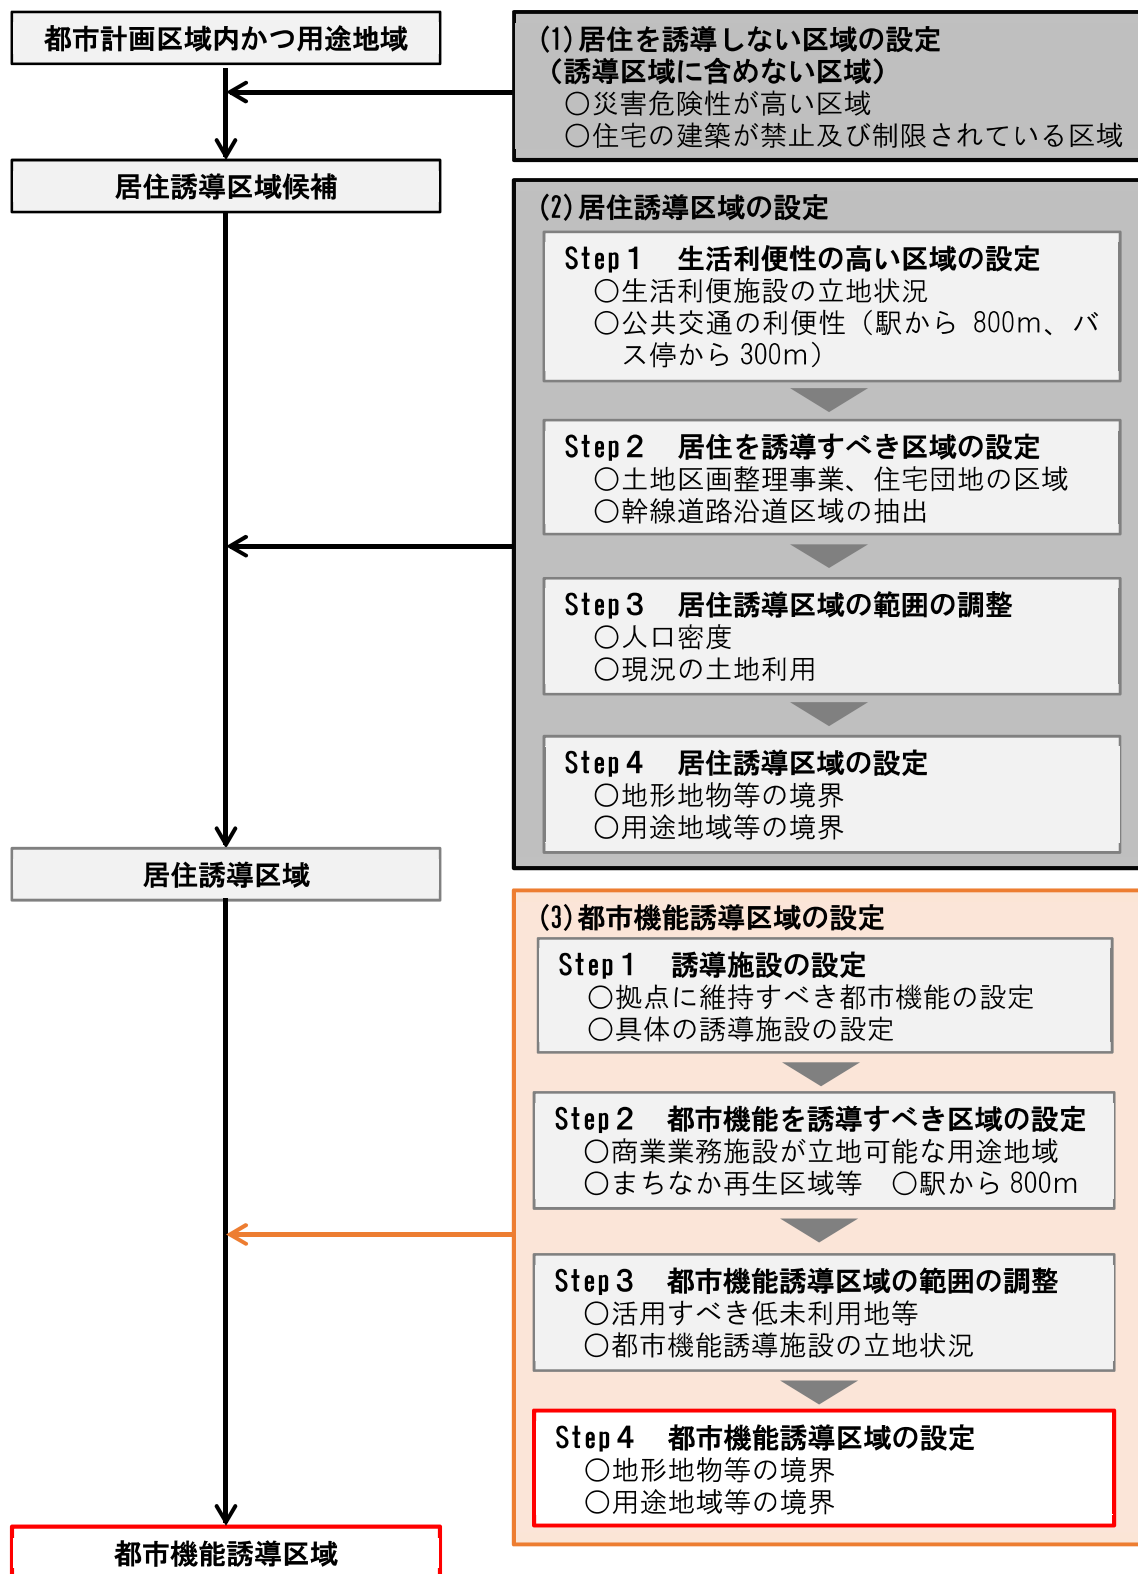 都市計画区域内かつ用途地域
(1)居住を誘導しない区域の設定
（誘導区域に含めない区域）
○災害危険性が高い区域
○住宅の建築が禁止及び制限されている区域
居住誘導区域候補
(2)居住誘導区域の設定
Step１　生活利便性の高い区域の設定
○生活利便施設の立地状況
○公共交通の利便性（駅から 800m、バ
ス停から 300m）
Step２　居住を誘導すべき区域の設定
○土地区画整理事業、住宅団地の区域
○幹線道路沿道区域の抽出
Step３　居住誘導区域の範囲の調整
○人口密度
○現況の土地利用
Step４　居住誘導区域の設定
○地形地物等の境界
○用途地域等の境界
居住誘導区域
(3)都市機能誘導区域の設定
Step１　誘導施設の設定
○拠点に維持すべき都市機能の設定
○具体の誘導施設の設定
Step２　都市機能を誘導すべき区域の設定
○商業業務施設が立地可能な用途地域
○まちなか再生区域等　○駅から 800m
Step３　都市機能誘導区域の範囲の調整
○活用すべき低未利用地等
○都市機能誘導施設の立地状況
Step４　都市機能誘導区域の設定
○地形地物等の境界
○用途地域等の境界
都市機能誘導区域